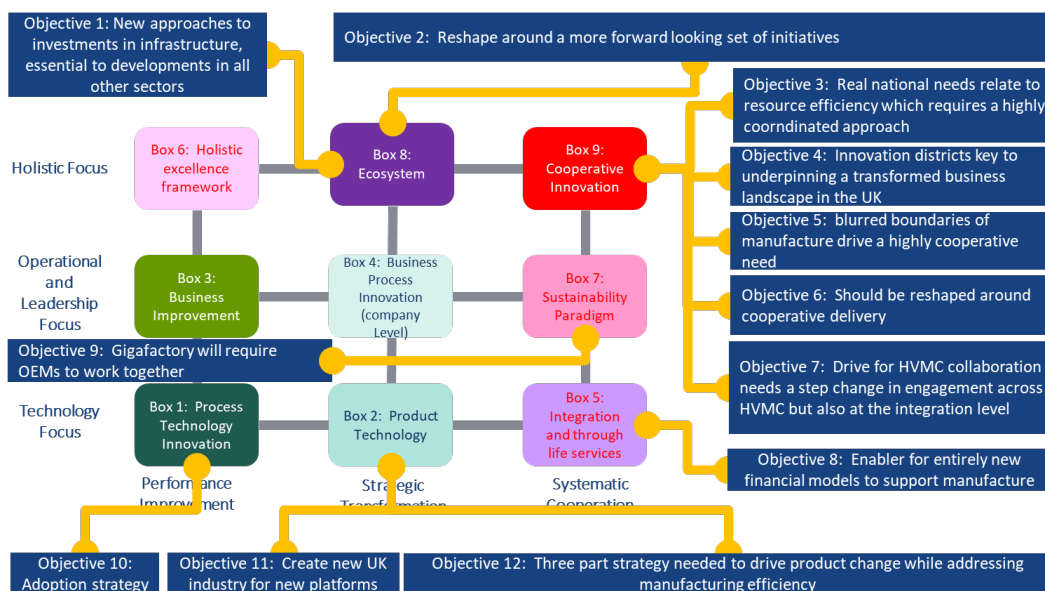 Objective 1: New approaches to
investments in infrastructure,
essential to developments in all
other sectors
Objective 2: Reshape around a more forward looking set of initiatives
Objective 3: Real national needs relate to
resource efficiency which requires a highly
coorndinated approach
Holistic Focus
Box 6: Holistic
excellence
framework
Box 8:
Ecosystem
Box 9:
Cooperative
Innovation
Objective 4: Innovation districts key to
underpinning a transformed business
landscape in the UK
Objective 5: blurred boundaries of
manufacture drive a highly cooperative
need
Operational
and
Leadership
Focus
Box 3:
Business
Improvement
Box 4: Business
Process
Innovation
(company
Level)
Box 7:
Sustainability
Paradigm
Objective 6: Should be reshaped around
cooperative delivery
Objective 9: Gigafactory will require
OEMs to work together
Objective 7: Drive for HVMC collaboration
needs a step change in engagement across
HVMC but also at the integration level
Technology
Focus
Box 1: Process
Technology
Innovation
Box 2: Product
Technology
Box 5:
Integration
and through
life services
Objective 8: Enabler for entirely new
financial models to support manufacture
Performance
Improvement
Strategic
Transformation
Systematic
Cooperation
Objective 10:
Adoption strategy
Objective 11: Create new UK
industry for new platforms
Objective 12: Three part strategy needed to drive product change while addressing
manufacturing efficiency